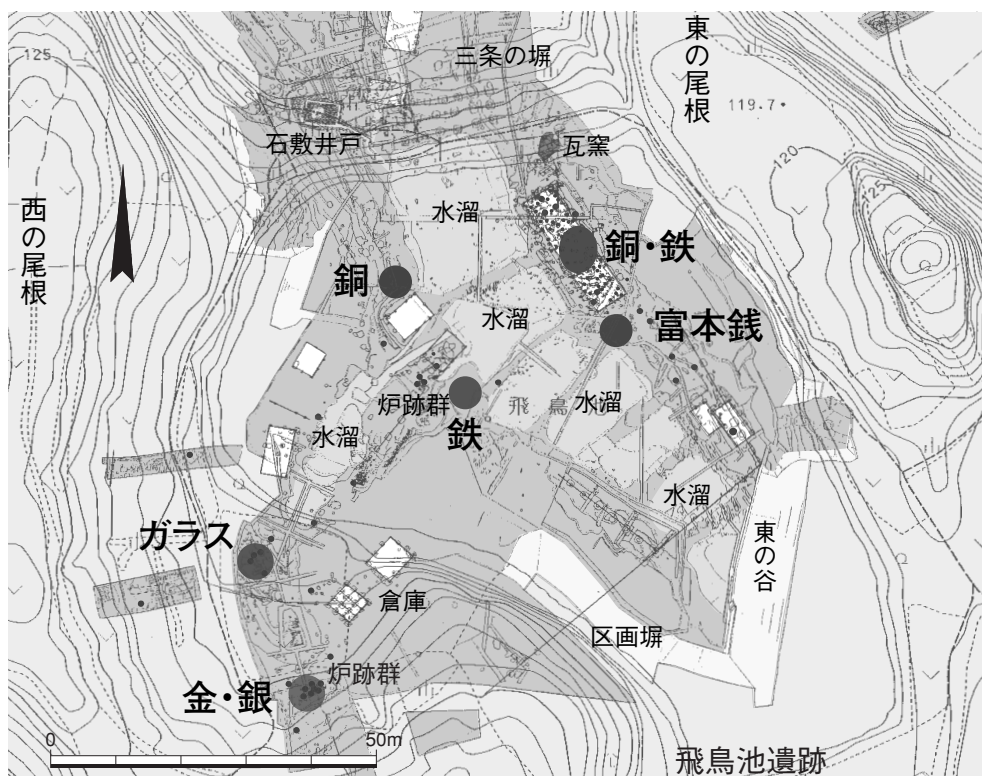 三条の塀
東の尾根
125
119.7
石敷井戸
瓦窯
120
125
西の尾根
水溜
銅・鉄
銅
水溜
富本銭
炉跡群
飛鳥
水溜
水溜
鉄
水溜
ガラス
東の谷
倉庫
区画塀
炉跡群
金・銀
0
50m
飛鳥池遺跡